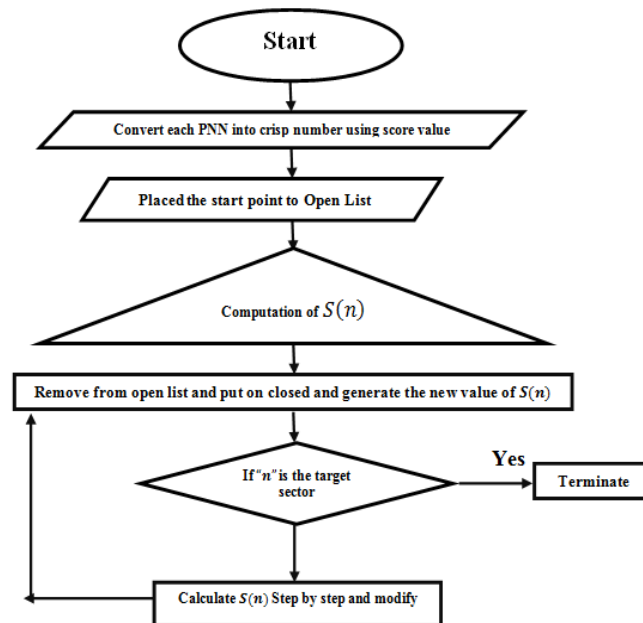 Start
Convert each PNN into crisp number using score value
Placed the start point to Open List
Computation of S(n)
Remove from open list and put on closed and generate the new value of S(n)
If "n" is the target
sector
Yes
Terminate
Calculate S(n) Step by step and modify